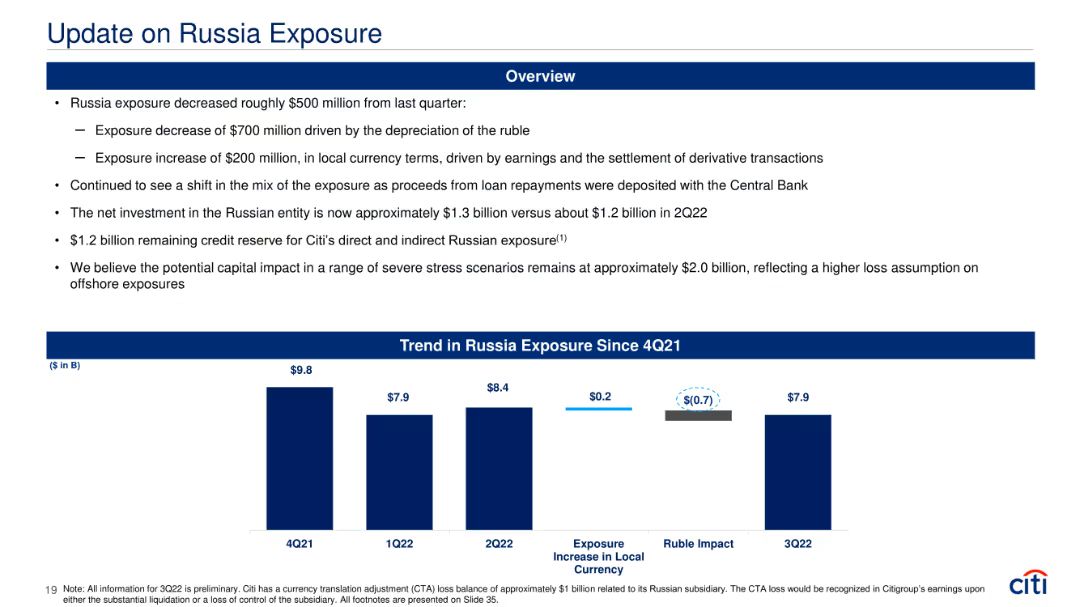 Update on Russia Exposure
Overview
• Russia exposure decreased roughly $500 million from last quarter:
– Exposure decrease of $700 million driven by the depreciation of the ruble
– Exposure increase of $200 million, in local currency terms, driven by earnings and the settlement of derivative transactions
• Continued to see a shift in the mix of the exposure as proceeds from loan repayments were deposited with the Central Bank
• The net investment in the Russian entity is now approximately $1.3 billion versus about $1.2 billion in 2Q22
• $1.2 billion remaining credit reserve for Citi's direct and indirect Russian exposure(1)
• We believe the potential capital impact in a range of severe stress scenarios remains at approximately $2.0 billion, reflecting a higher loss assumption on
offshore exposures
Trend in Russia Exposure Since 4Q21
($ in B)
$9.8
$7.9
$8.4
$0.2
$(0.7)
$7.9
4Q21
1Q22
2Q22
Exposure
Increase in Local
Currency
Ruble Impact
3Q22
19 Note: All information for 3Q22 is preliminary. Citi has a currency translation adjustment (CTA) loss balance of approximately $1 billion related to its Russian subsidiary. The CTA loss would be recognized in Citigroup's earnings upon
either the substantial liquidation or a loss of control of the subsidiary. All footnotes are presented on Slide 35.
citi